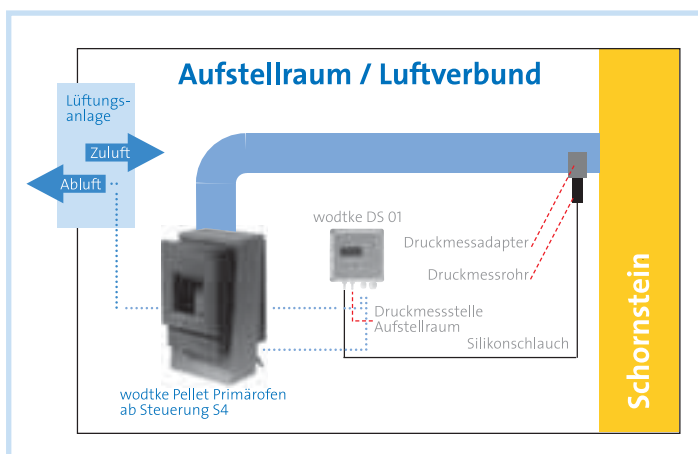 Aufstellraum / Luftverbund
Lüftungs-
anlage
Zuluft
Abluft
wodtke DS 01
Druckmessadapter
Druckmessrohr
Druckmessstelle
Aufstellraum
Silikonschlauch
wodtke Pellet Primärofen
ab Steuerung S4
Schornstein